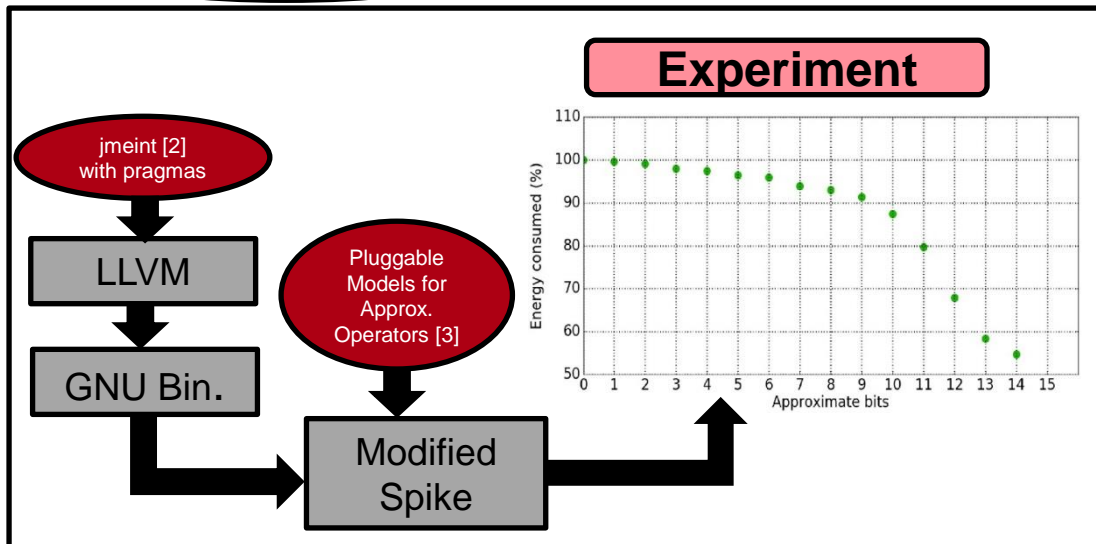 Experiment
jmeint [2]
with pragmas
LLVM
GNU Bin.
Pluggable
Models for
Approx.
Operators [3]
Modified
Spike
Energy consumed (%)
110
100
90
80
70
60
50
0 1 2 3 4 5 6 7 8 9 10 11 12 13 14 15
Approximate bits